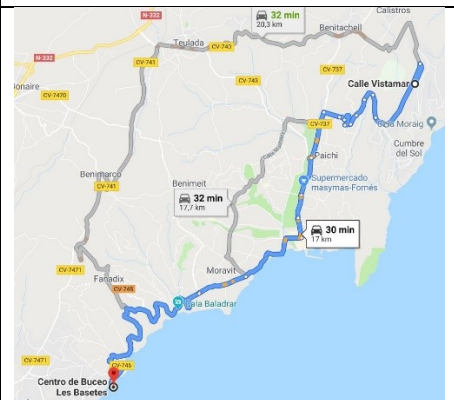 Calistros
32 min
20,3 km
N-332
Benitachell
Teulada
CV-740
CV-741
N-332
CV-737
CV-743
onaire
Calle Vistamar
CV-7470
Cala Moraig
CV-737
Cumbre
del Sol
Paichi
Benimarco
Supermercado
masymas-Fornés
Benimeit
CV-741
32 min
17,7 km
30 min
17 km
CV-7471
Moravit
Fanadix
CV-748
Cala Baladrar
CV-7471
CV-746
Centro de Buceo
Les Basetes